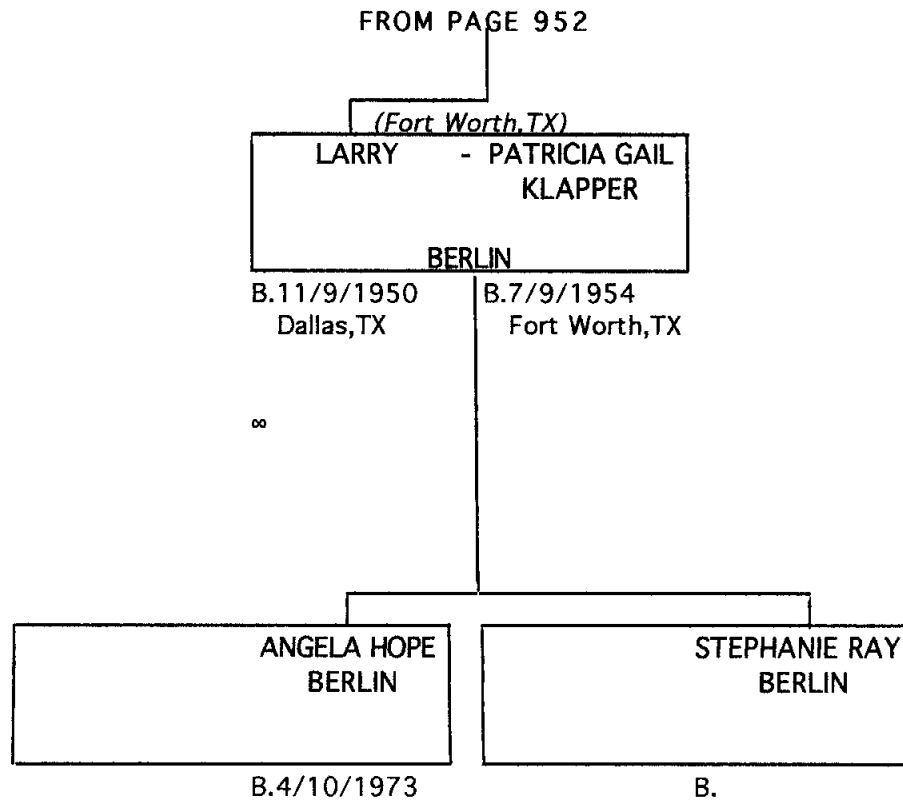 FROM PAGE 952
(Fort Worth,TX)
LARRY - PATRICIA GAIL
KLAPPER
BERLIN
B.11/9/1950 B.7/9/1954
Dallas,TX Fort Worth,TX
∞
ANGELA HOPE STEPHANIE RAY
BERLIN BERLIN
B.4/10/1973 B.